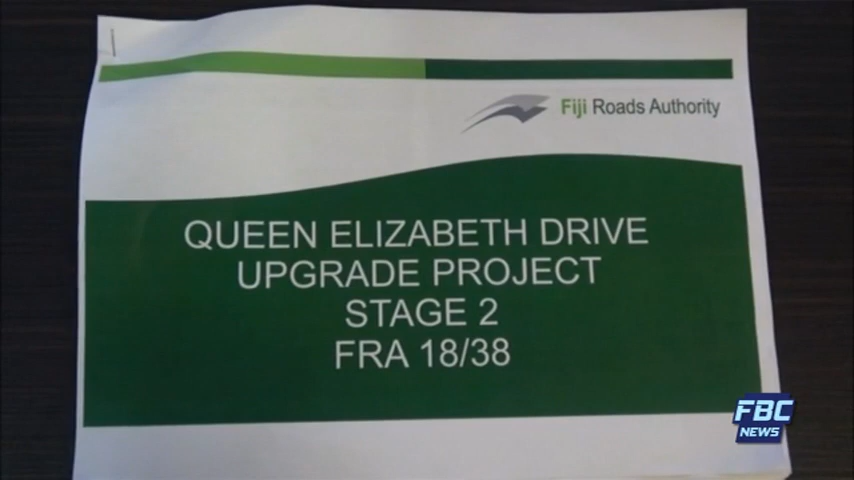 Fiji Roads Authority
QUEEN ELIZABETH DRIVE
UPGRADE PROJECT
STAGE 2
FRA 18/38
FBC
NEWS